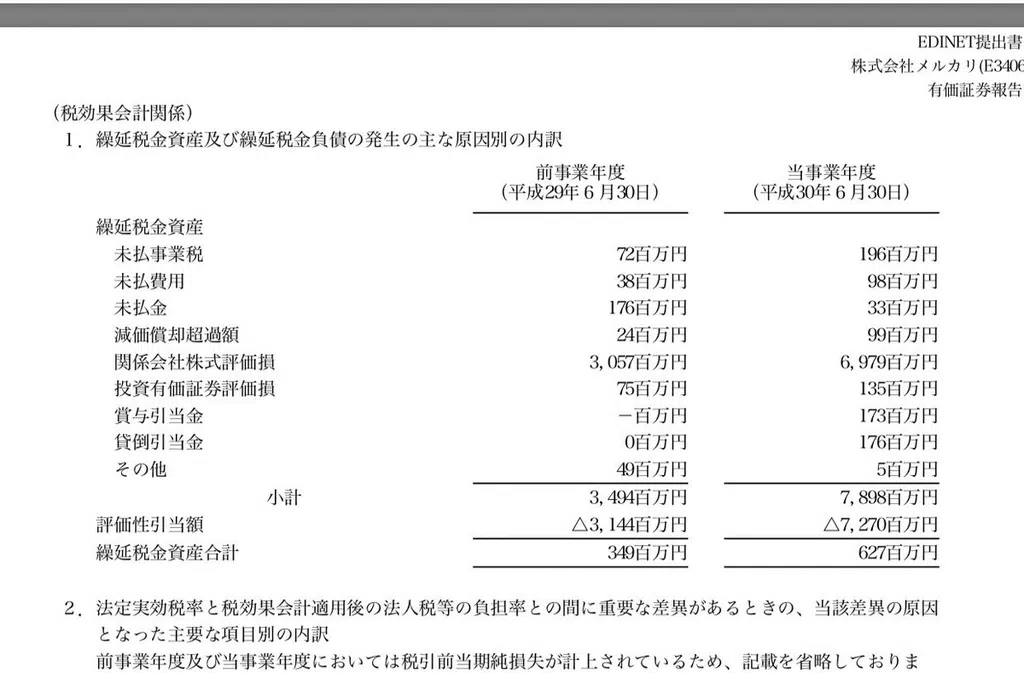 EDINET提出書
株式会社メルカリ(E3406
有価証券報告
(税効果会計関係)
1．繰延税金資産及び繰延税金負債の発生の主な原因別の内訳
前事業年度 当事業年度
(平成29年6月30日) (平成30年6月30日)
繰延税金資産
未払事業税 72百万円 196百万円
未払費用 38百万円 98百万円
未払金 176百万円 33百万円
減価償却超過額 24百万円 99百万円
関係会社株式評価損 3,057百万円 6,979百万円
投資有価証券評価損 75百万円 135百万円
賞与引当金 －百万円 173百万円
貸倒引当金 0百万円 176百万円
その他 49百万円 5百万円
小計 3,494百万円 7,898百万円
評価性引当額 △3,144百万円 △7,270百万円
繰延税金資産合計 349百万円 627百万円
2．法定実効税率と税効果会計適用後の法人税等の負担率との間に重要な差異があるときの、当該差異の原因
となった主要な項目別の内訳
前事業年度及び当事業年度においては税引前当期純損失が計上されているため、記載を省略しておりま